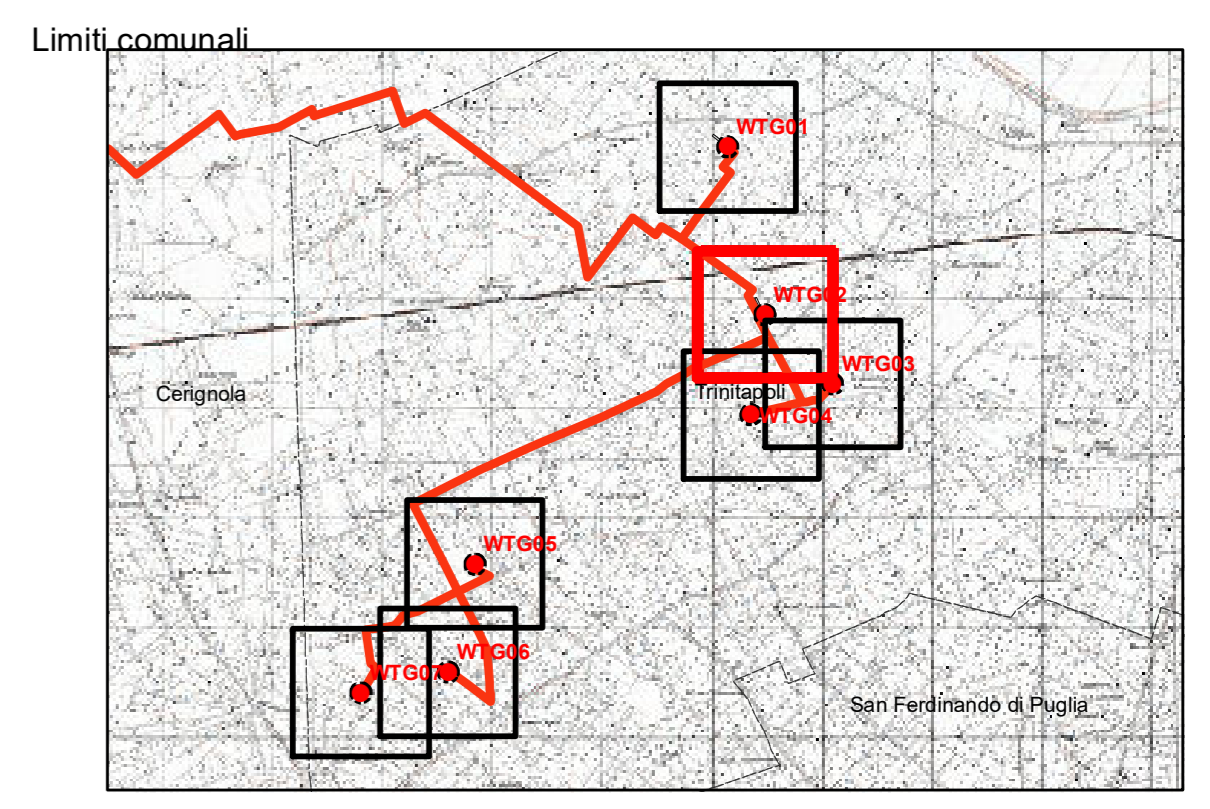 Limiti comunali
WTG01
WTG02
WTG03
Cerignola
Trinitapoli
WTG04
WTG05
WTG06
WTG07
San Ferdinando di Puglia